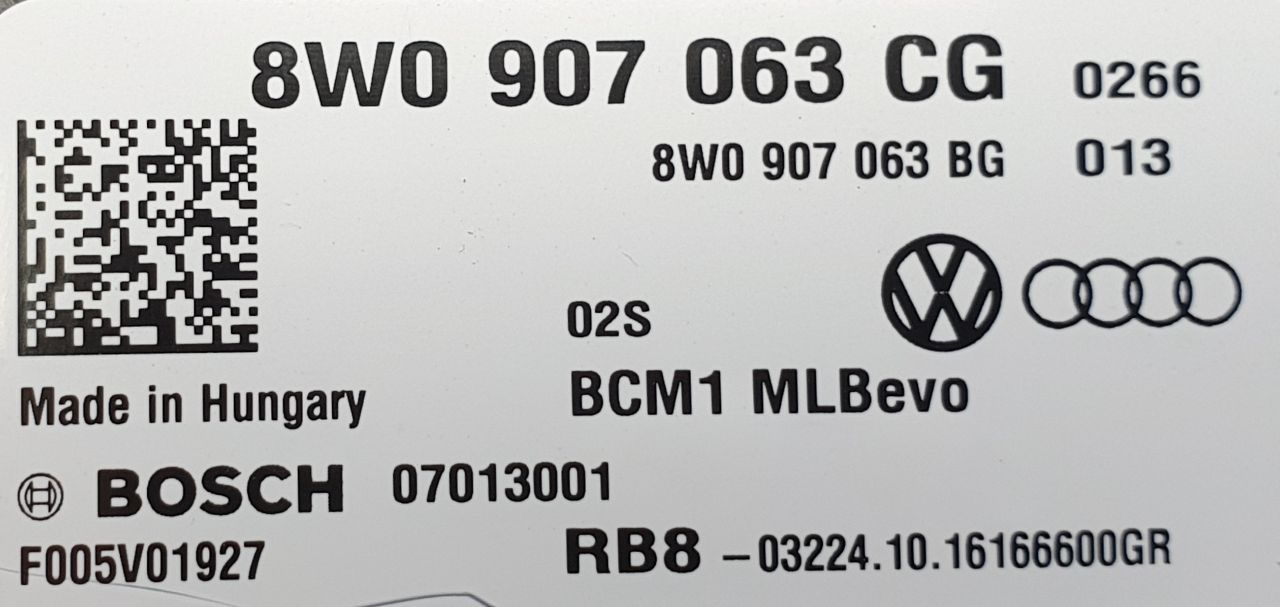 8W0 907 063 CG 0266
8W0 907 063 BG 013
02S
Made in Hungary
BCM1 MLBevo
BOSCH 07013001
F005V01927
RB8 –03224.10.16166600GR